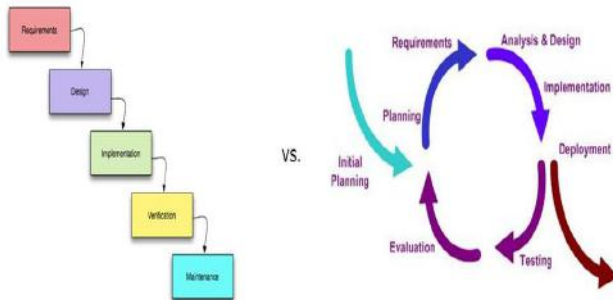 Requirements
Design
Implementation
Verification
Maintenance
vs.
Initial
Planning
Planning
Requirements
Analysis & Design
Implementation
Deployment
Testing
Evaluation